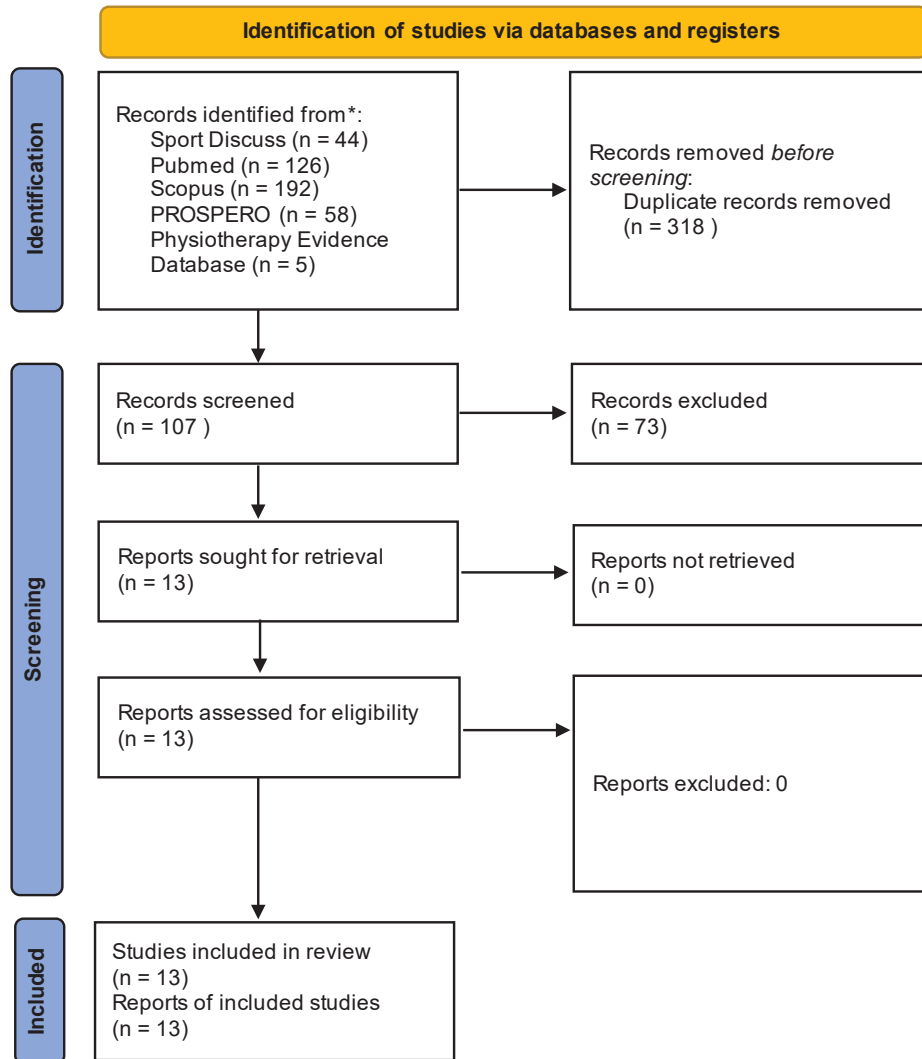 Identification of studies via databases and registers
Identification
Records identified from*:
Sport Discuss (n = 44)
Pubmed (n = 126)
Scopus (n = 192)
PROSPERO (n = 58)
Physiotherapy Evidence
Database (n = 5)
Records removed before
screening:
Duplicate records removed
(n = 318 )
Screening
Records screened
(n = 107 )
Records excluded
(n = 73)
Reports sought for retrieval
(n = 13)
Reports not retrieved
(n = 0)
Reports assessed for eligibility
(n = 13)
Reports excluded: 0
Included
Studies included in review
(n = 13)
Reports of included studies
(n = 13)